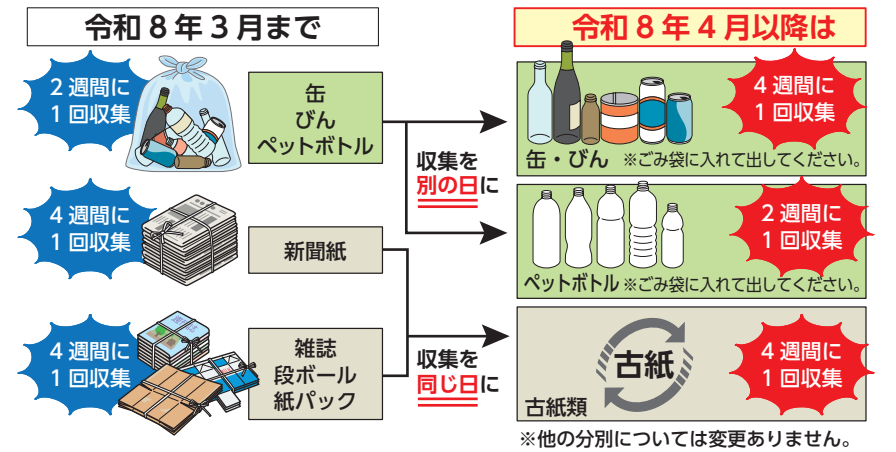 令和８年３月まで
２週間に
１回収集
缶
びん
ペットボトル
４週間に
１回収集
新聞紙
４週間に
１回収集
雑誌
段ボール
紙パック
収集を
別の日に
収集を
同じ日に
令和８年４月以降は
４週間に
１回収集
缶・びん ※ごみ袋に入れて出してください。
２週間に
１回収集
ペットボトル ※ごみ袋に入れて出してください。
古紙
４週間に
１回収集
古紙類
※他の分別については変更ありません。